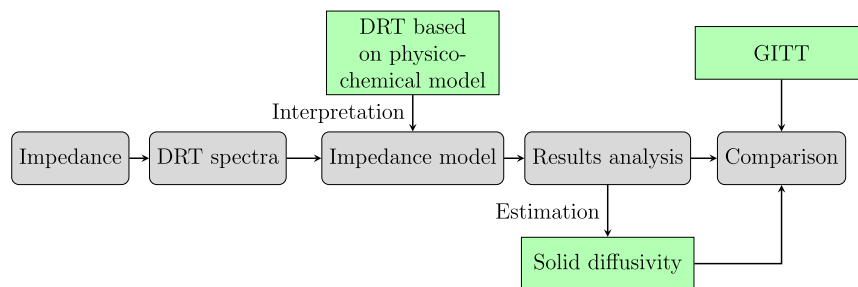 DRT based
on physico-
chemical model
GITT
Interpretation
Impedance
DRT spectra
Impedance model
Results analysis
Comparison
Estimation
Solid diffusivity